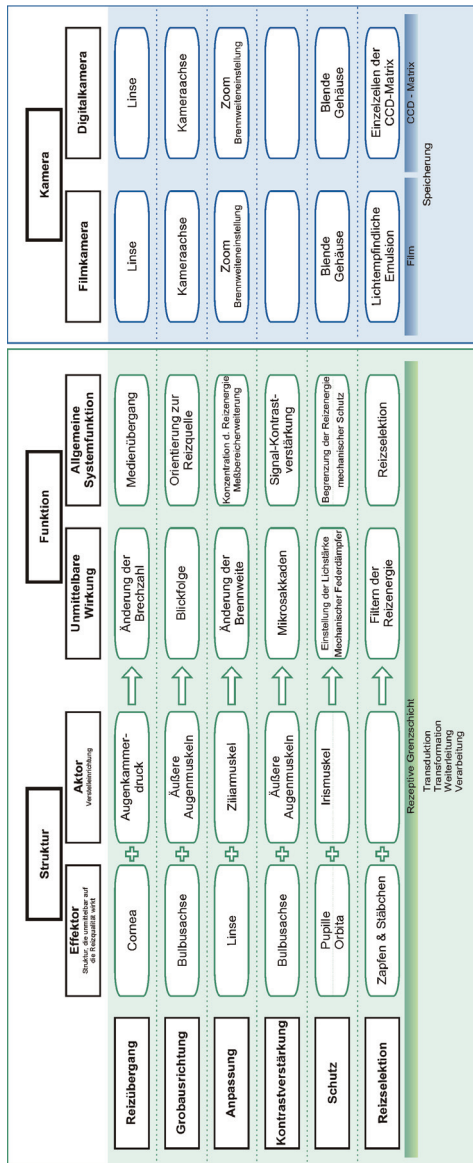 Struktur
Funktion
Kamera
Effektor
Struktur, die unmittelbar auf
die Reizqualität wirkt
Aktor
Verstelleinrichtung
Unmittelbare
Wirkung
Allgemeine
Systemfunktion
Filmkamera
Digitalkamera
Reizübergang
Cornea
Augenkammer-
druck
Änderung der
Brechzahl
Medienübergang
Linse
Linse
Grobausrichtung
Bulbusachse
Äußere
Augenmuskeln
Blickfolge
Orientierung zur
Reizquelle
Kameraachse
Kameraachse
Anpassung
Linse
Ziliarmuskel
Änderung der
Brennweite
Konzentration d. Reizenergie
Meßbereicherweiterung
Zoom
Brennweiteneinstellung
Zoom
Brennweiteneinstellung
Kontrastverstärkung
Bulbusachse
Äußere
Augenmuskeln
Mikrosakkaden
Signal-Kontrast-
verstärkung
Schutz
Pupille
Orbita
Irismuskel
Einstellung der Lichstärke
Mechanischer Federdämpfer
Begrenzung der Reizenergie
mechanischer Schutz
Blende
Gehäuse
Blende
Gehäuse
Reizselektion
Zapfen & Stäbchen
Filtern der
Reizenergie
Reizselektion
Lichtempfindliche
Emulsion
Einzelzellen der
CCD-Matrix
Rezeptive Grenzschicht
Film
CCD - Matrix
Transduktion
Transformation
Weiterleitung
Verarbeitung
Speicherung